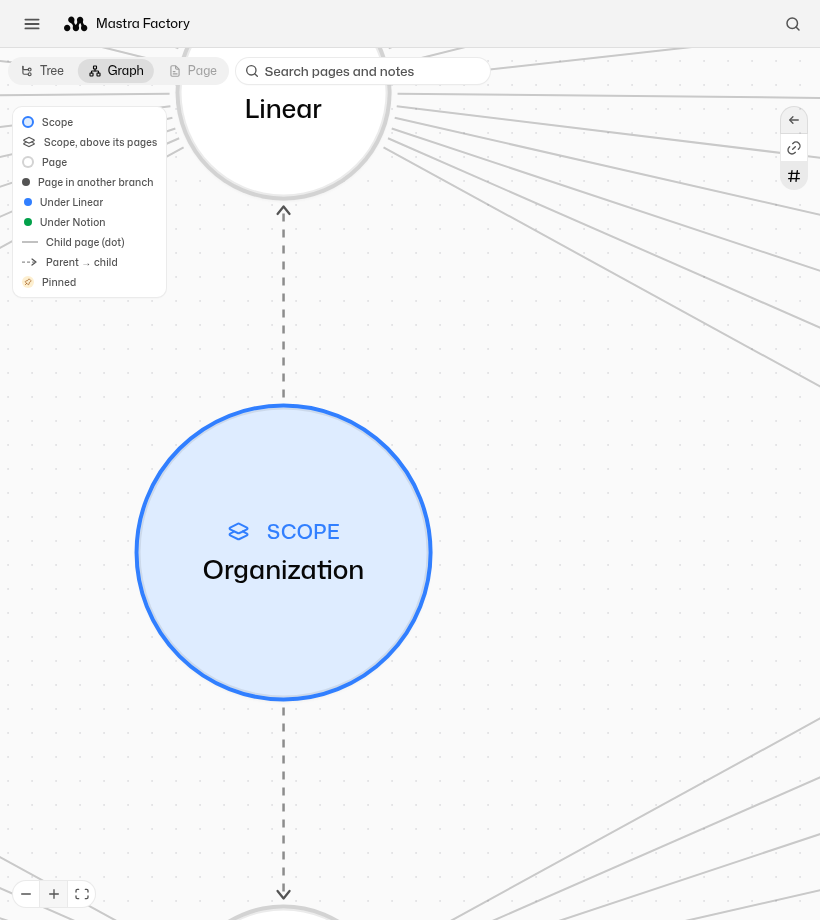 Mastra Factory
Tree
Graph
Page
Search pages and notes
Linear
Scope
Scope, above its pages
Page
Page in another branch
Under Linear
Under Notion
Child page (dot)
Parent → child
Pinned
SCOPE
Organization